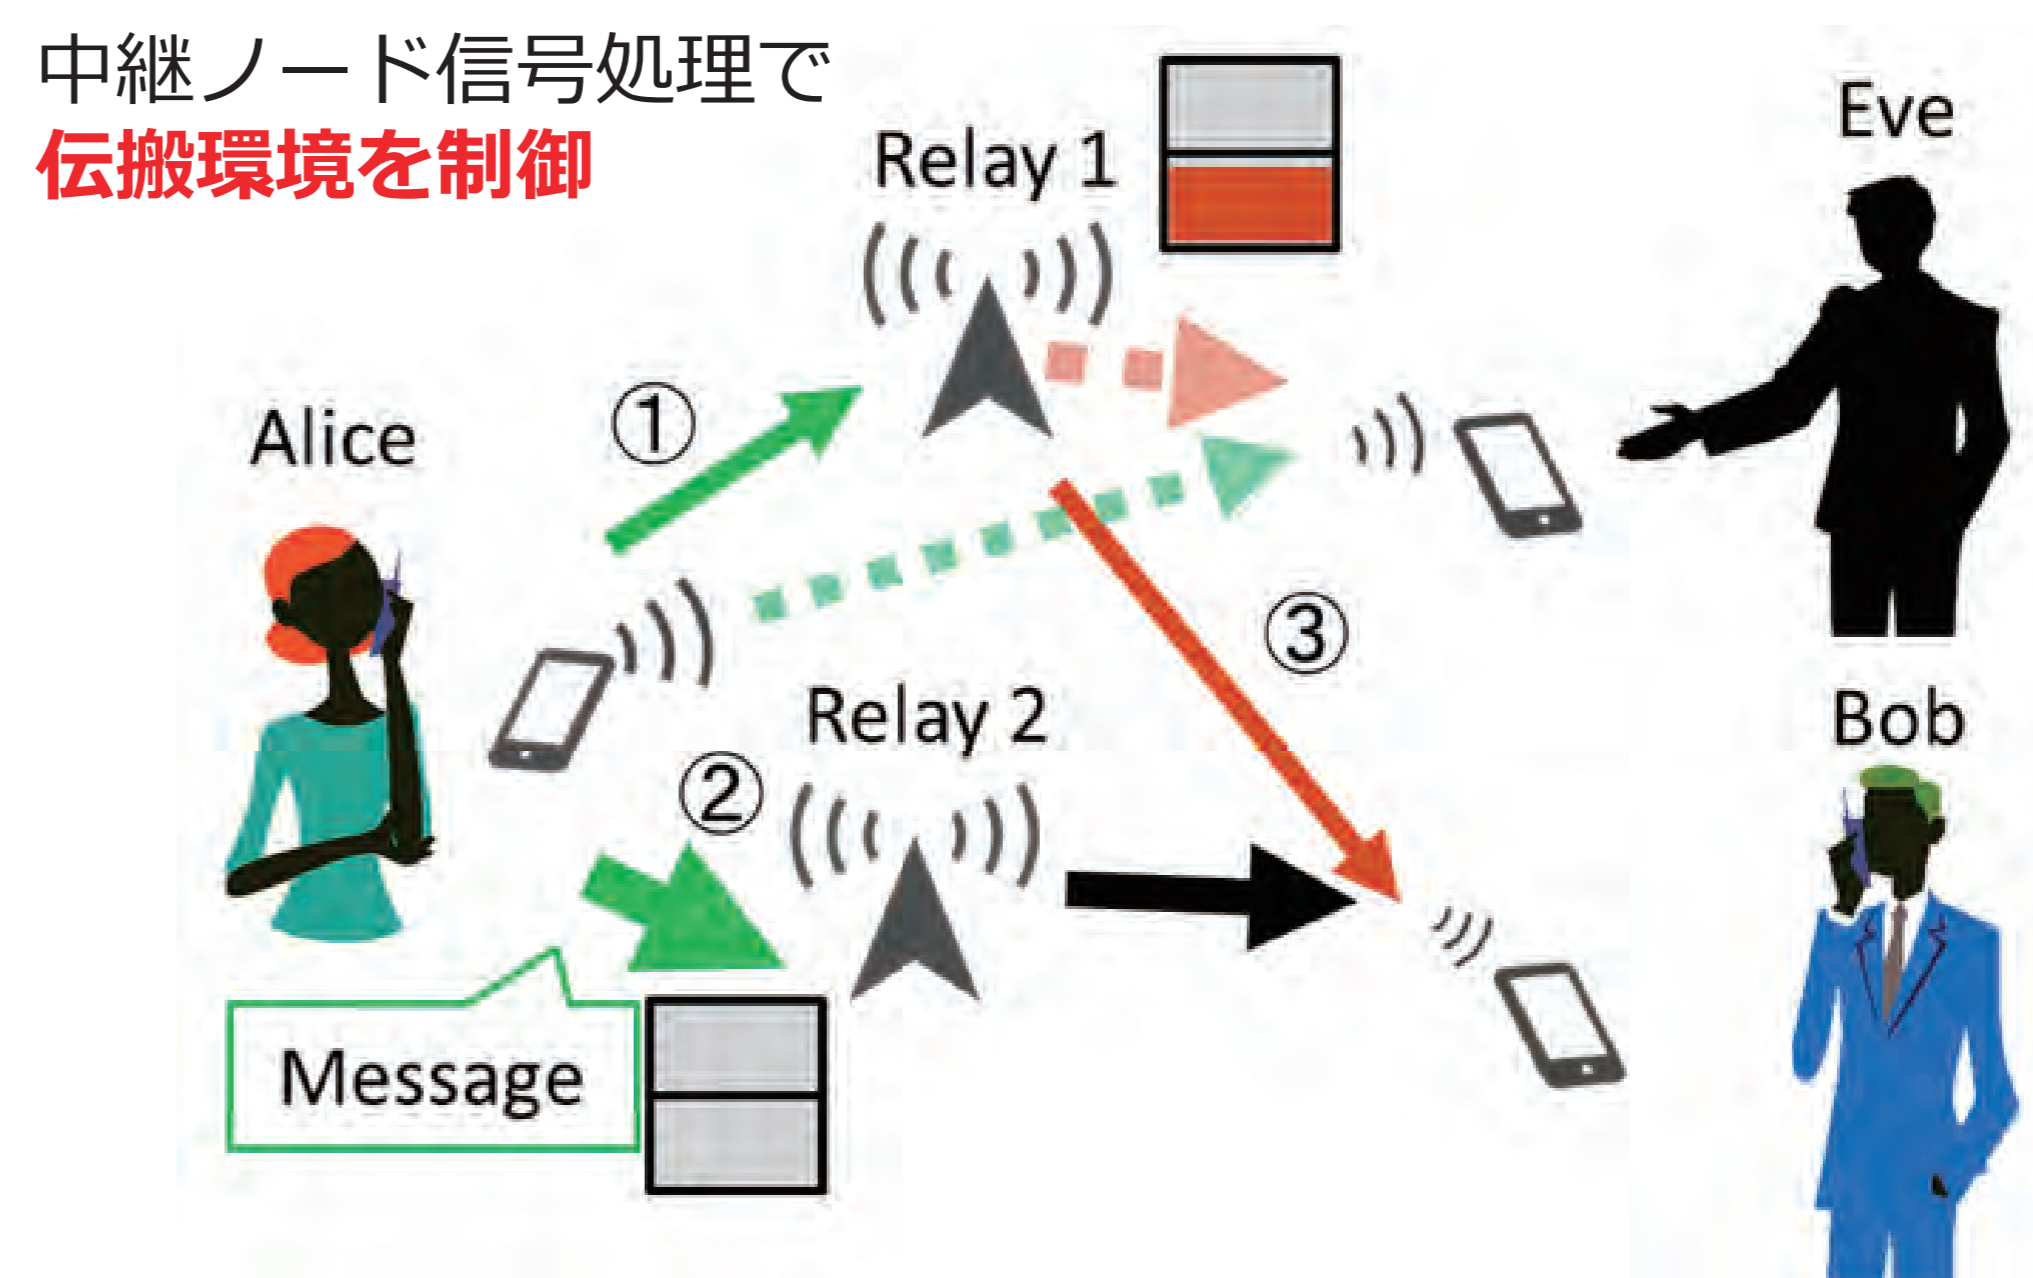 中継ノード信号処理で
伝搬環境を制御
Relay 1
Eve
Alice
①
③
Relay 2
Bob
②
Message